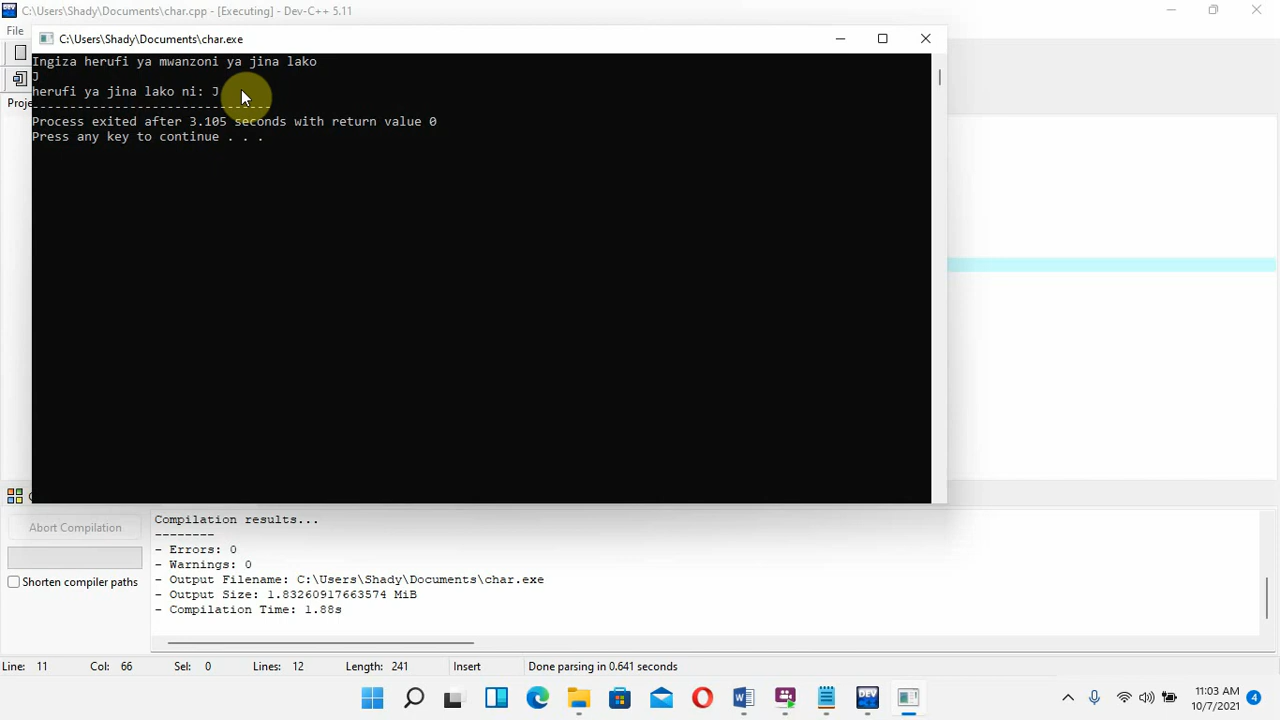 C:\Users\Shady\Documents\char.cpp - [Executing] - Dev-C++ 5.11
File
C:\Users\Shady\Documents\char.exe
Ingiza herufi ya mwanzoni ya jina lako
J
herufi ya jina lako ni: J
--------------------------------
Process exited after 3.105 seconds with return value 0
Press any key to continue . . .
Proje
Abort Compilation
Shorten compiler paths
Compilation results...
--------
- Errors: 0
- Warnings: 0
- Output Filename: C:\Users\Shady\Documents\char.exe
- Output Size: 1.83260917663574 MiB
- Compilation Time: 1.88s
Line: 11 Col: 66 Sel: 0 Lines: 12 Length: 241 Insert Done parsing in 0.641 seconds
DEV
11:03 AM
10/7/2021
4